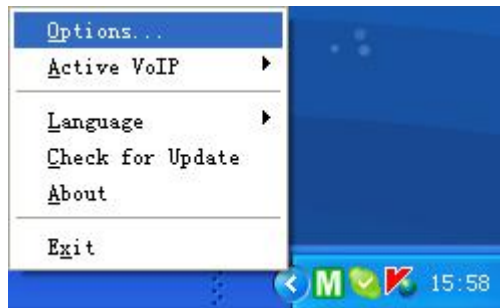 Options...
Active VoIP
Language
Check for Update
About
Exit
M K 15:58